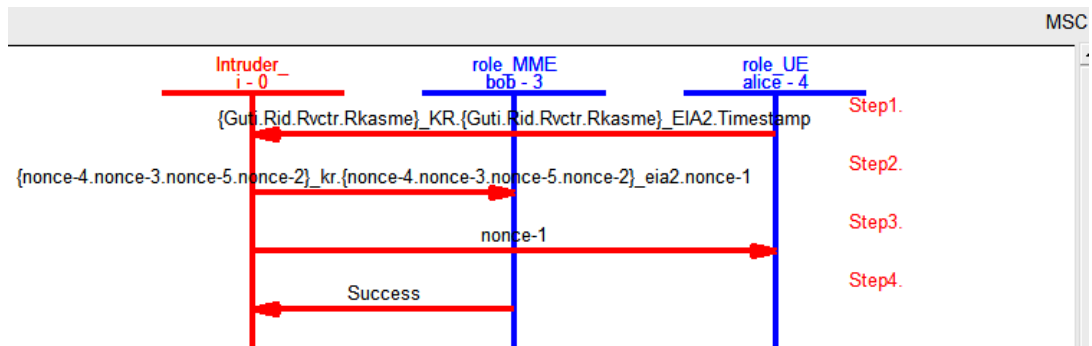 MSC
Intruder_
i - 0
role_MME
bob - 3
role_UE
alice - 4
Step1.
{Guti.Rid.Rvctr.Rkasme}_KR.{Guti.Rid.Rvctr.Rkasme}_EIA2.Timestamp
Step2.
{nonce-4.nonce-3.nonce-5.nonce-2}_kr.{nonce-4.nonce-3.nonce-5.nonce-2}_eia2.nonce-1
Step3.
nonce-1
Step4.
Success